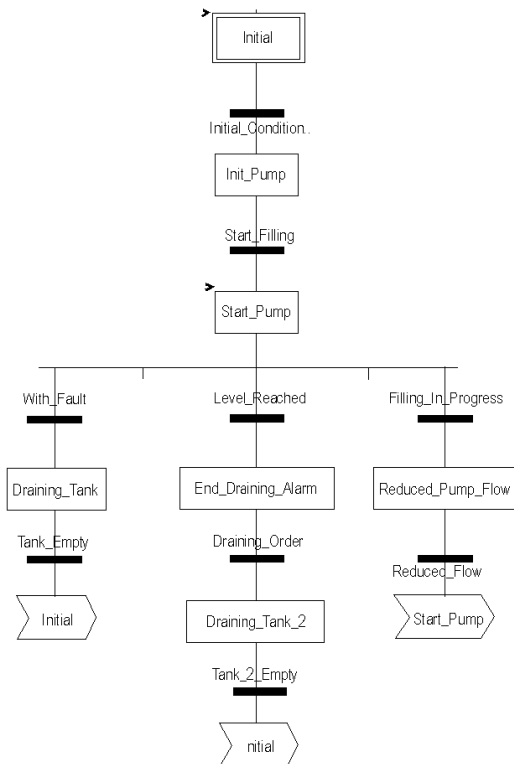 Initial
Initial_Condition..
Init_Pump
Start_Filling
Start_Pump
With_Fault
Level_Reached
Filling_In_Progress
Draining_Tank
End_Draining_Alarm
Reduced_Pump_Flow
Tank_Empty
Draining_Order
Reduced_Flow
Initial
Draining_Tank_2
Start_Pump
Tank_2_Empty
nitial